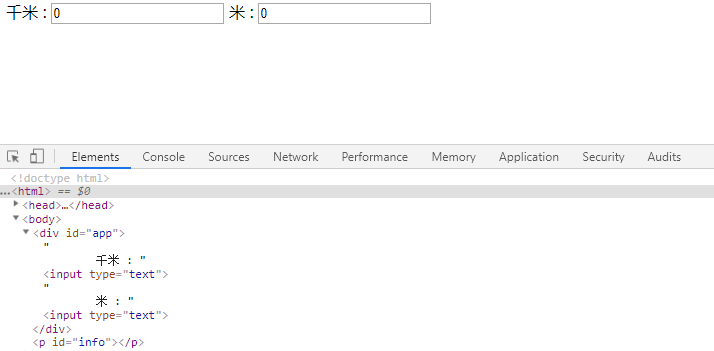 千米 : 0 米 : 0
Elements Console Sources Network Performance Memory Application Security Audits
<!doctype html>
...<html> == $0
<head>…</head>
<body>
<div id="app">
"
千米 : "
<input type="text">
"
米 : "
<input type="text">
</div>
<p id="info"></p>